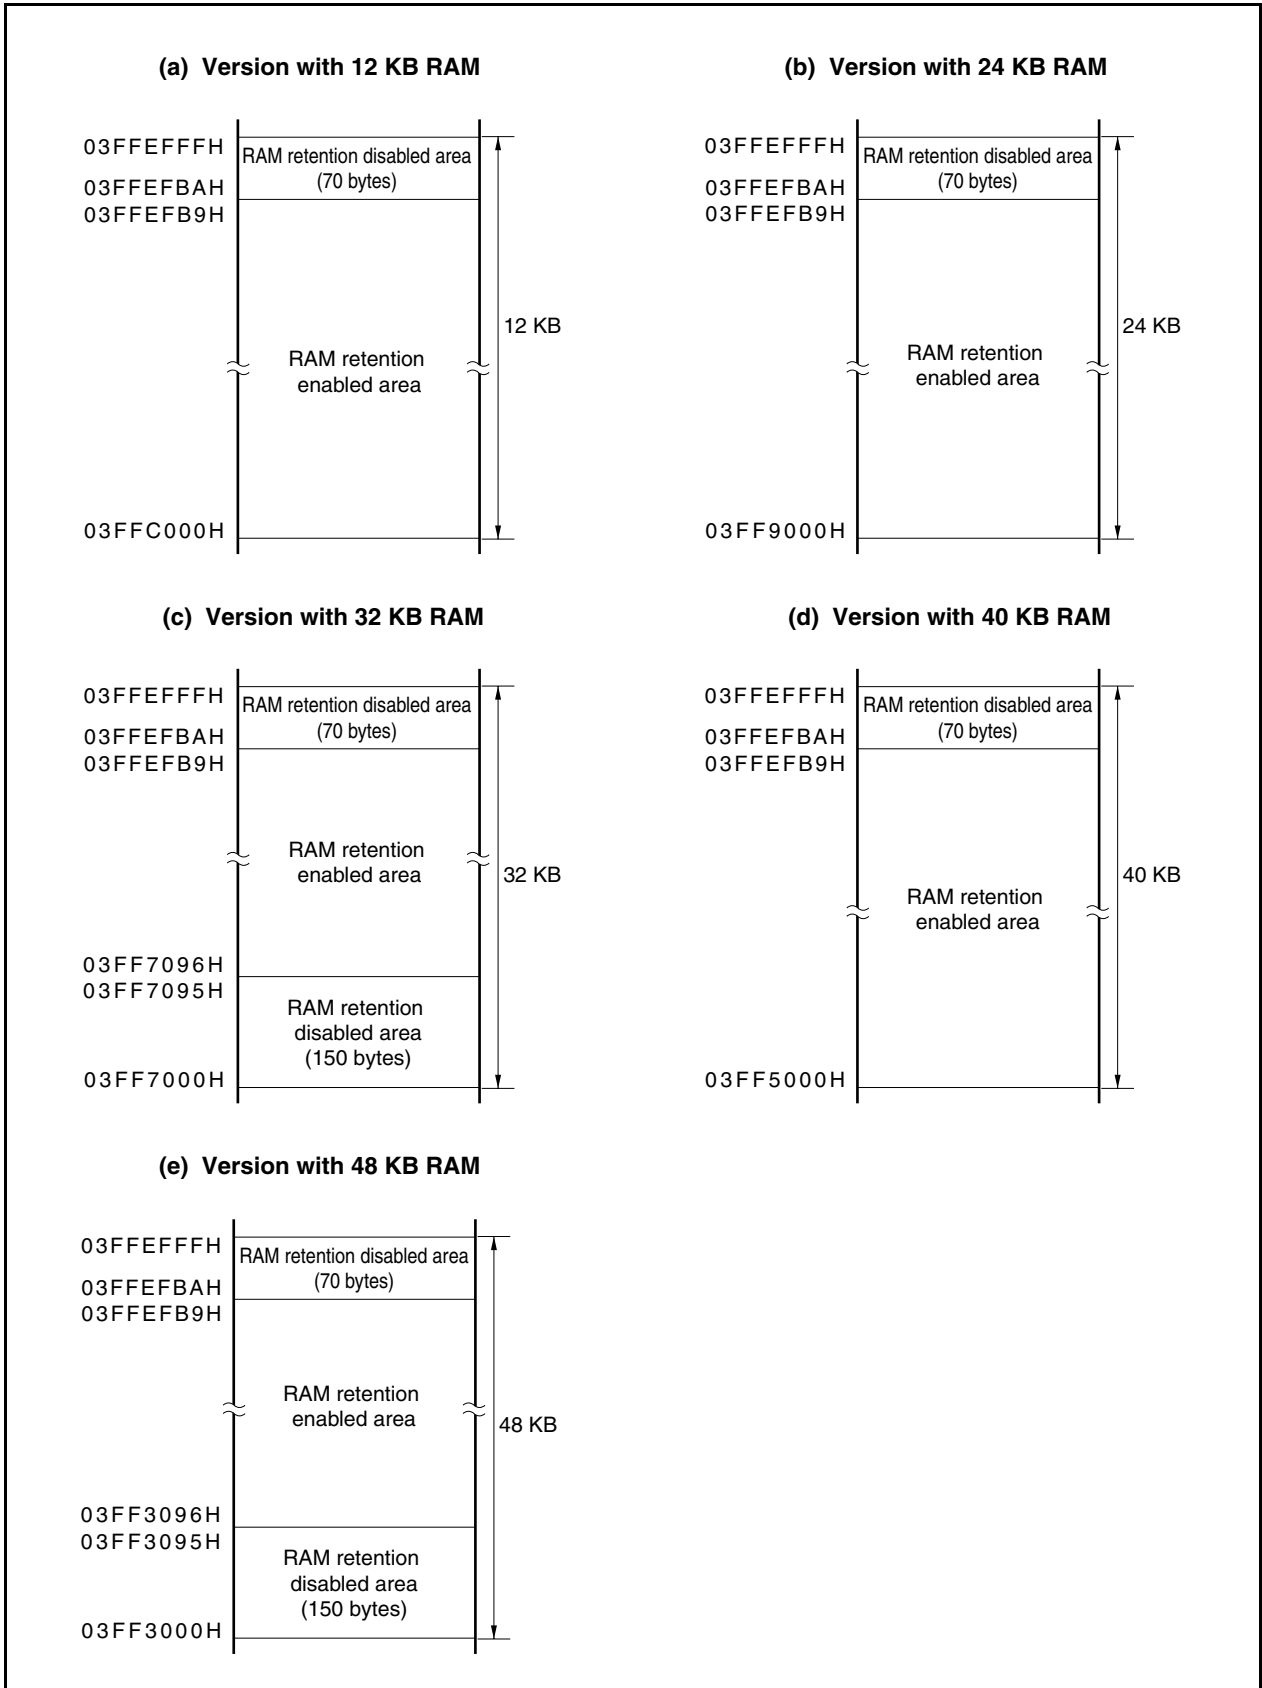 (a) Version with 12 KB RAM
03FFEFFFH
RAM retention disabled area
(70 bytes)
03FFEFBAH
03FFEFB9H
12 KB
RAM retention
enabled area
03FFC000H
(b) Version with 24 KB RAM
03FFEFFFH
RAM retention disabled area
(70 bytes)
03FFEFBAH
03FFEFB9H
24 KB
RAM retention
enabled area
03FF9000H
(c) Version with 32 KB RAM
03FFEFFFH
RAM retention disabled area
(70 bytes)
03FFEFBAH
03FFEFB9H
RAM retention
enabled area
32 KB
03FF7096H
03FF7095H
RAM retention
disabled area
(150 bytes)
03FF7000H
(d) Version with 40 KB RAM
03FFEFFFH
RAM retention disabled area
(70 bytes)
03FFEFBAH
03FFEFB9H
40 KB
RAM retention
enabled area
03FF5000H
(e) Version with 48 KB RAM
03FFEFFFH
RAM retention disabled area
(70 bytes)
03FFEFBAH
03FFEFB9H
RAM retention
enabled area
48 KB
03FF3096H
03FF3095H
RAM retention
disabled area
(150 bytes)
03FF3000H